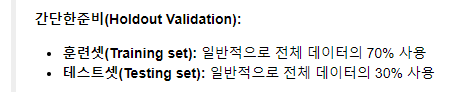 간단한준비(Holdout Validation):
훈련셋(Training set): 일반적으로 전체 데이터의 70% 사용
테스트셋(Testing set): 일반적으로 전체 데이터의 30% 사용